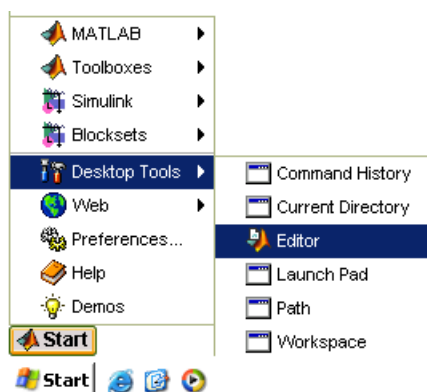 MATLAB
Toolboxes
Simulink
Blocksets
Desktop Tools
Web
Preferences...
Help
Demos
Start
Start
Command History
Current Directory
Editor
Launch Pad
Path
Workspace